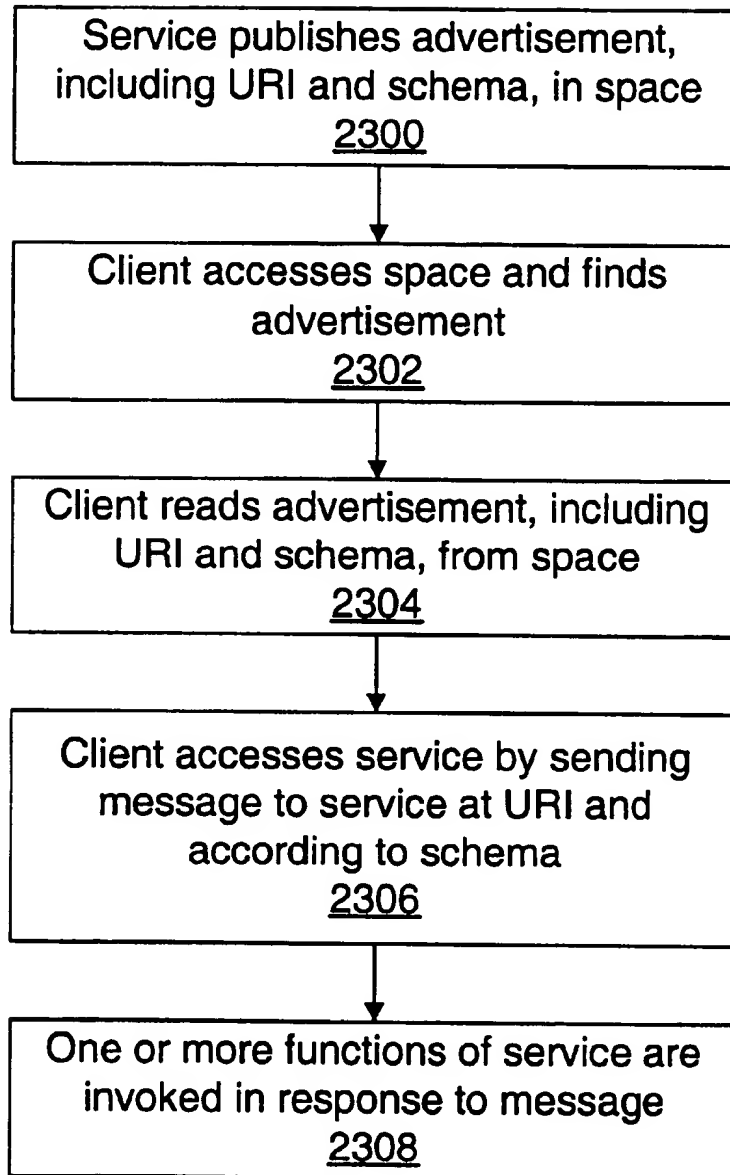 Service publishes advertisement,
including URI and schema, in space
2300
Client accesses space and finds
advertisement
2302
Client reads advertisement, including
URI and schema, from space
2304
Client accesses service by sending
message to service at URI and
according to schema
2306
One or more functions of service are
invoked in response to message
2308